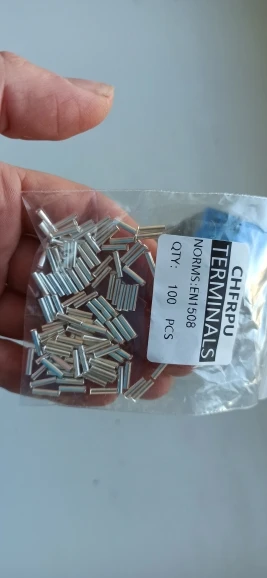 CHFRPU
TERMINALS
NORMS:EN1508
QTY: 100 PCS